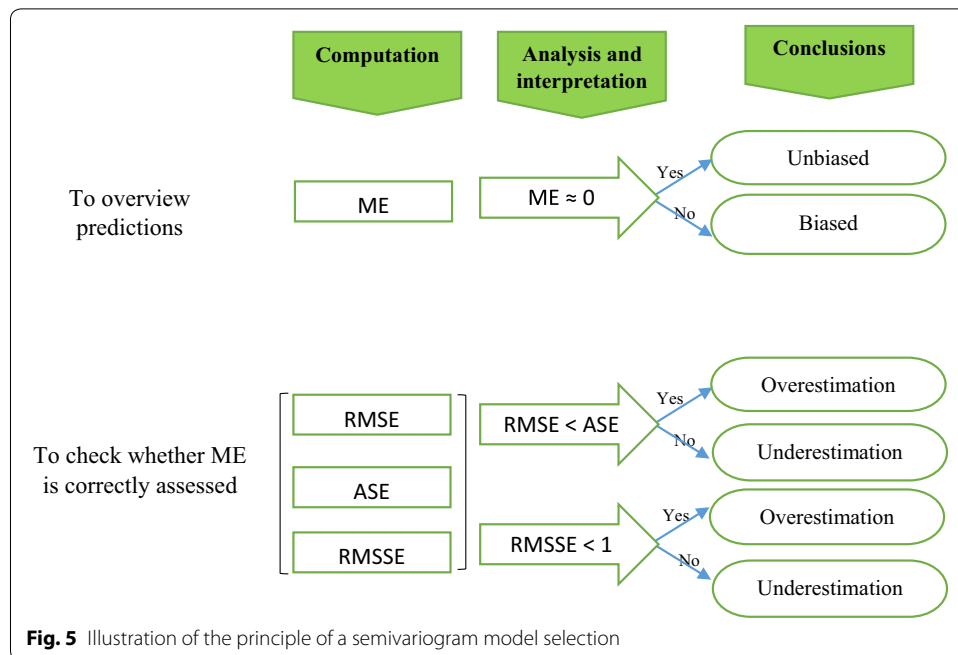 Computation
Analysis and
interpretation
Conclusions
To overview
predictions
ME
ME ≈ 0
Yes
No
Unbiased
Biased
To check whether ME
is correctly assessed
RMSE
ASE
RMSSE
RMSE < ASE
Yes
No
Overestimation
Underestimation
RMSSE < 1
Yes
No
Overestimation
Underestimation
Fig. 5 Illustration of the principle of a semivariogram model selection